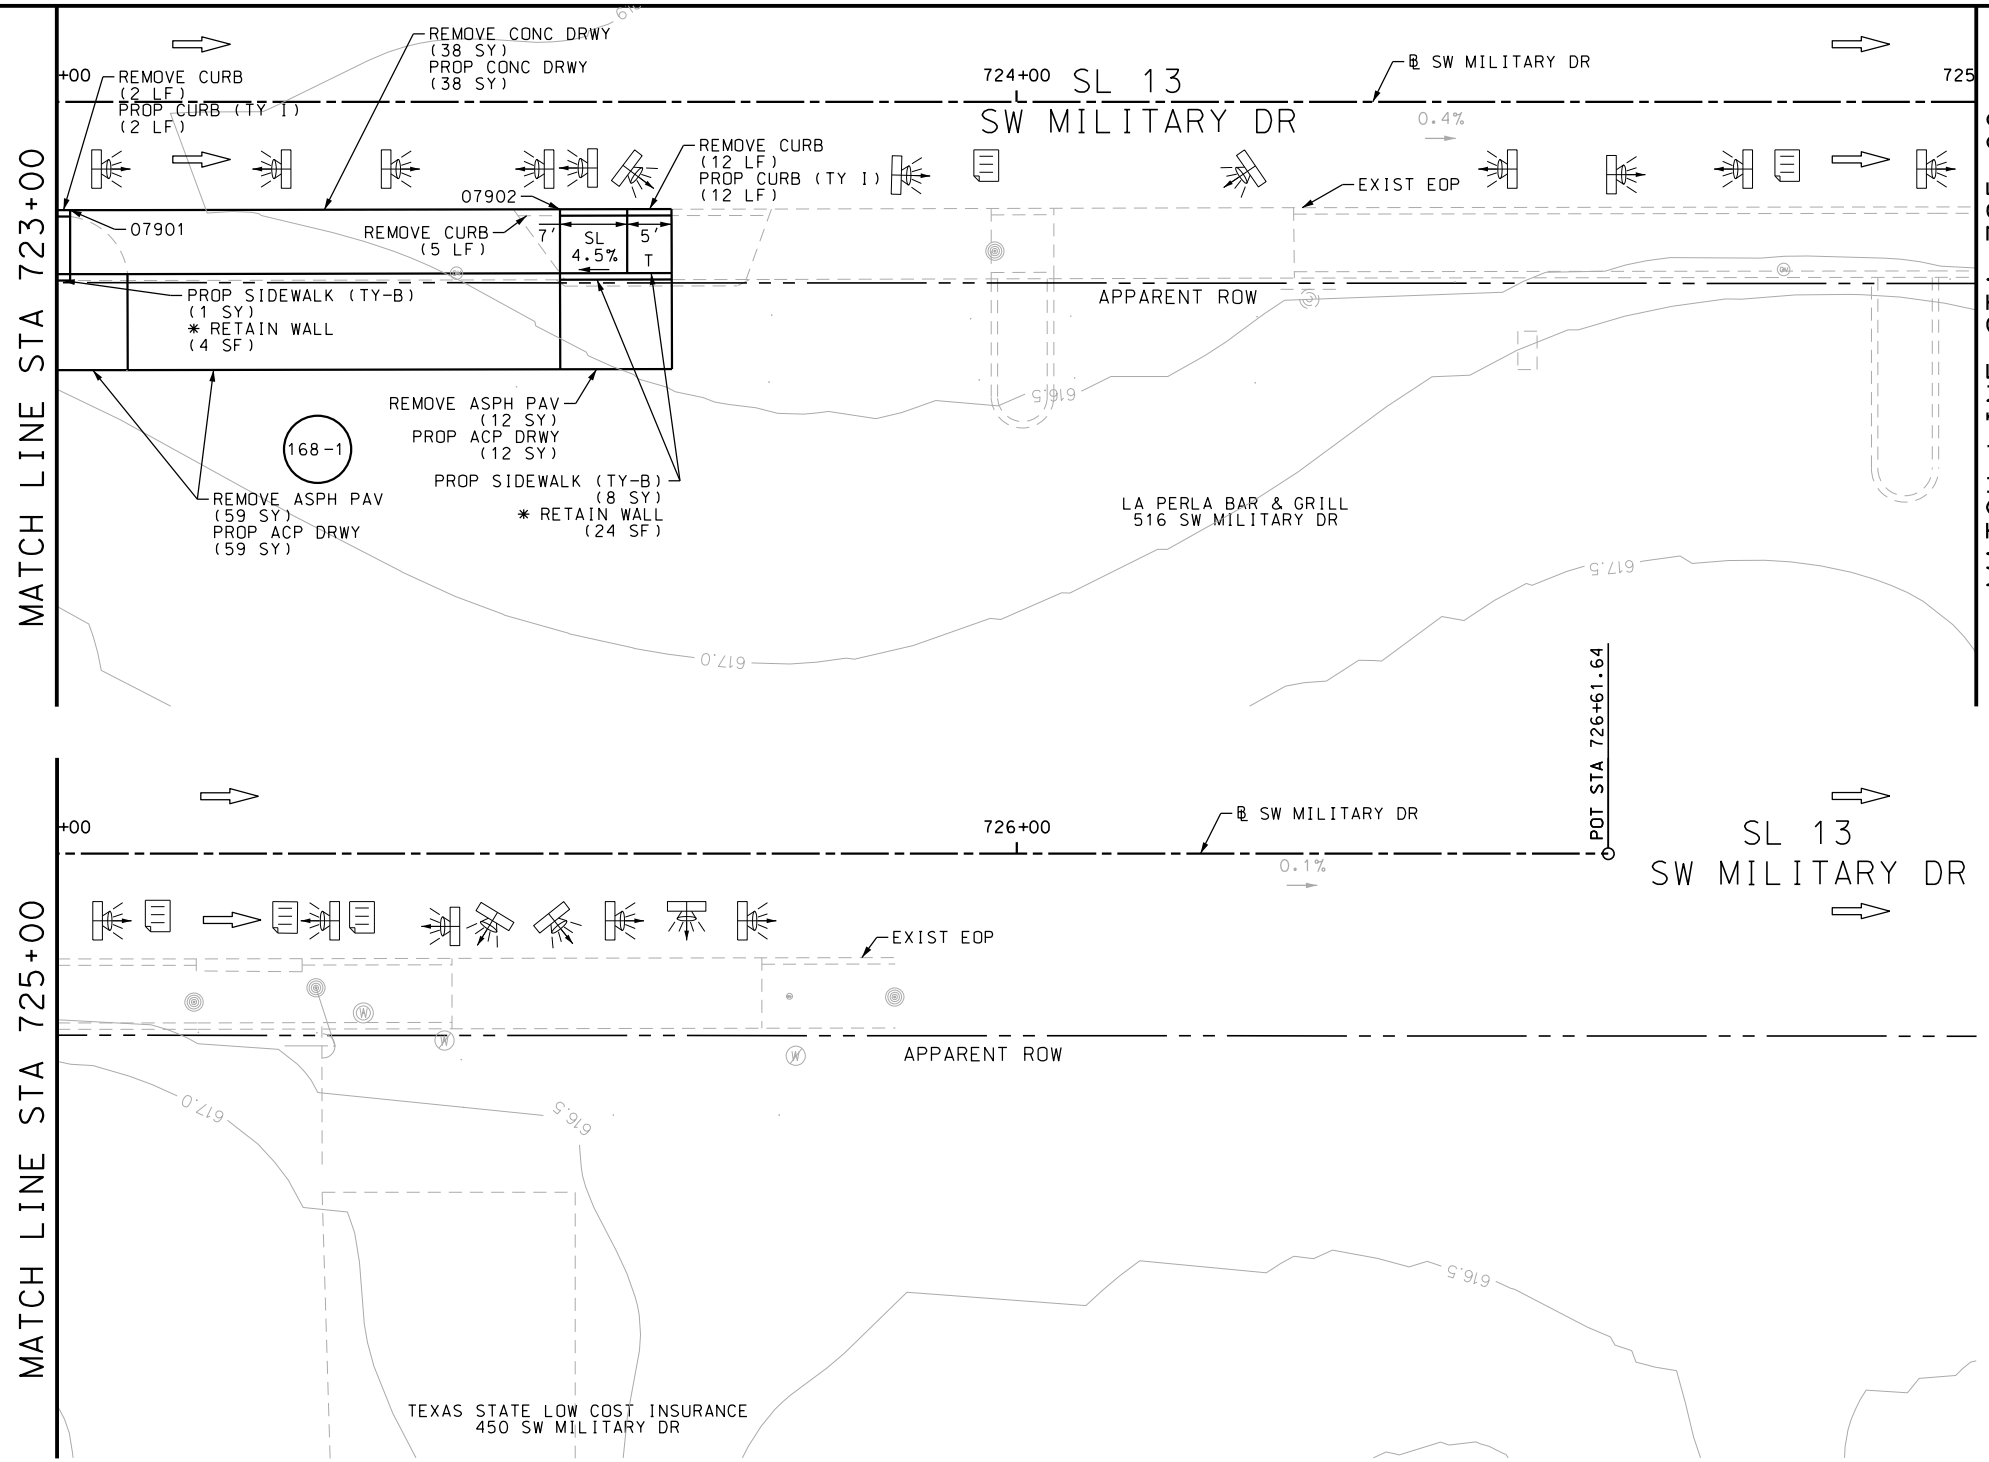 REMOVE CONC DRWY
(38 SY)
PROP CONC DRWY
(38 SY)
+00
REMOVE CURB
(2 LF)
PROP CURB (TY I)
(2 LF)
724+00
SL 13
SW MILITARY DR
℄ SW MILITARY DR
725
0.4%
MATCH LINE STA 723+00
REMOVE CURB
(12 LF)
PROP CURB (TY I)
(12 LF)
07901
07902
REMOVE CURB
(5 LF)
7'
SL
4.5%
5'
T
EXIST EOP
PROP SIDEWALK (TY-B)
(1 SY)
* RETAIN WALL
(4 SF)
APPARENT ROW
REMOVE ASPH PAV
(12 SY)
PROP ACP DRWY
(12 SY)
616.5
168-1
PROP SIDEWALK (TY-B)
(8 SY)
* RETAIN WALL
(24 SF)
REMOVE ASPH PAV
(59 SY)
PROP ACP DRWY
(59 SY)
LA PERLA BAR & GRILL
516 SW MILITARY DR
617.5
617.0
POT STA 726+61.64
+00
726+00
B SW MILITARY DR
SL 13
SW MILITARY DR
0.1%
MATCH LINE STA 725+00
EXIST EOP
W
W
W
APPARENT ROW
617.0
616.5
616.5
TEXAS STATE LOW COST INSURANCE
450 SW MILITARY DR